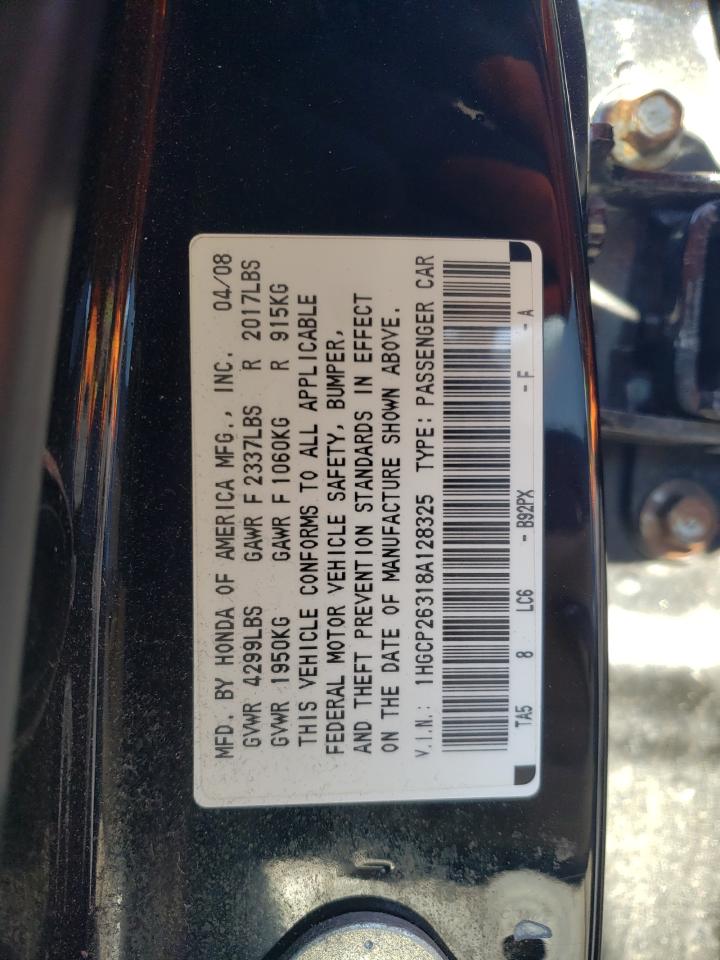 MFD. BY HONDA OF AMERICA MFG., INC. 04/08
GVWR 4299LBS GAWR F 2337LBS R 2017LBS
GVWR 1950KG GAWR F 1060KG R 915KG
THIS VEHICLE CONFORMS TO ALL APPLICABLE
FEDERAL MOTOR VEHICLE SAFETY, BUMPER,
AND THEFT PREVENTION STANDARDS IN EFFECT
ON THE DATE OF MANUFACTURE SHOWN ABOVE.
V.I.N.: 1HGCP26318A128325 TYPE: PASSENGER CAR
TA5 8 LC6 - B92PX - F - A